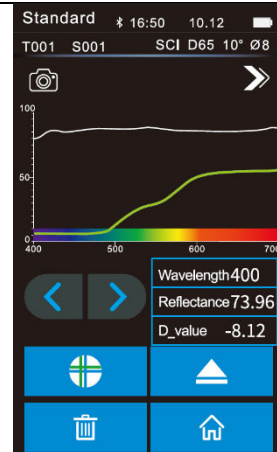 Standard 16:50 10.12
T001 S001 SCI D65 10° Ø8
100
50
0
400 500 600 700
Wavelength 400
Reflectance 73.96
D_value -8.12